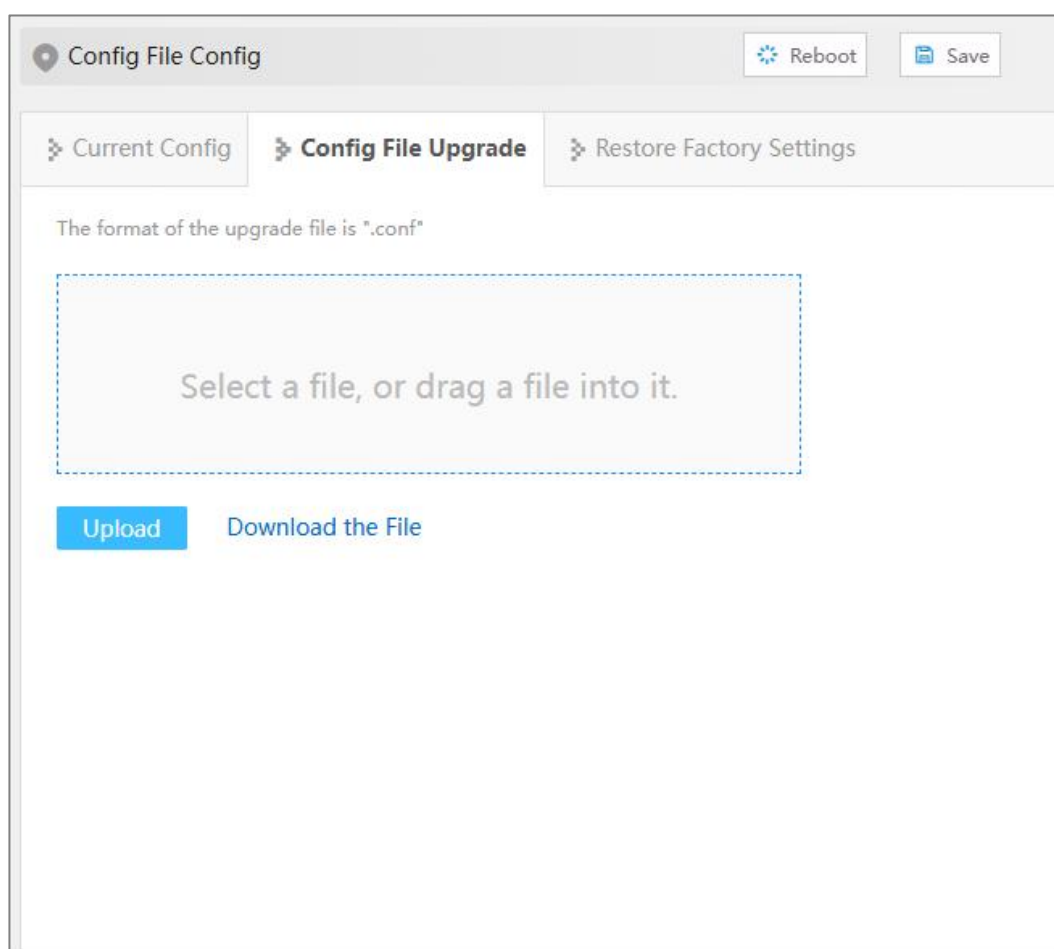 Config File Config
Reboot
Save
Current Config
Config File Upgrade
Restore Factory Settings
The format of the upgrade file is ".conf"
Select a file, or drag a file into it.
Upload
Download the File